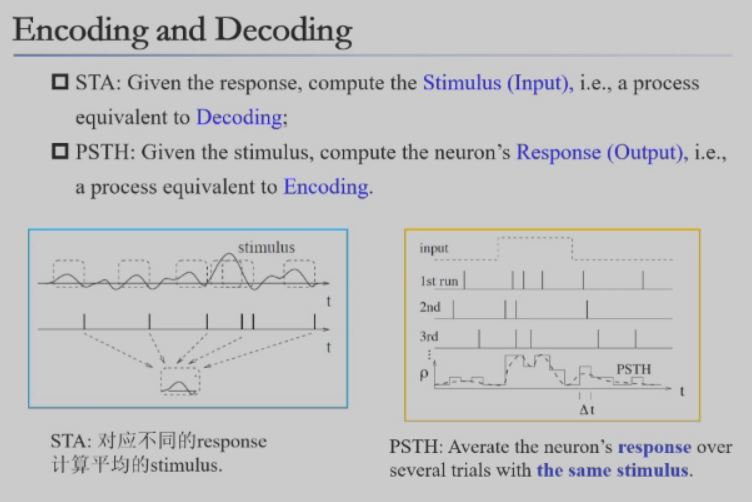 Encoding and Decoding
STA: Given the response, compute the Stimulus (Input), i.e., a process
equivalent to Decoding;
PSTH: Given the stimulus, compute the neuron's Response (Output), i.e.,
a process equivalent to Encoding.
stimulus
t
t
input
1st run
2nd
3rd
ρ
PSTH
t
Δt
STA: 对应不同的response
计算平均的stimulus.
PSTH: Averate the neuron's response over
several trials with the same stimulus.